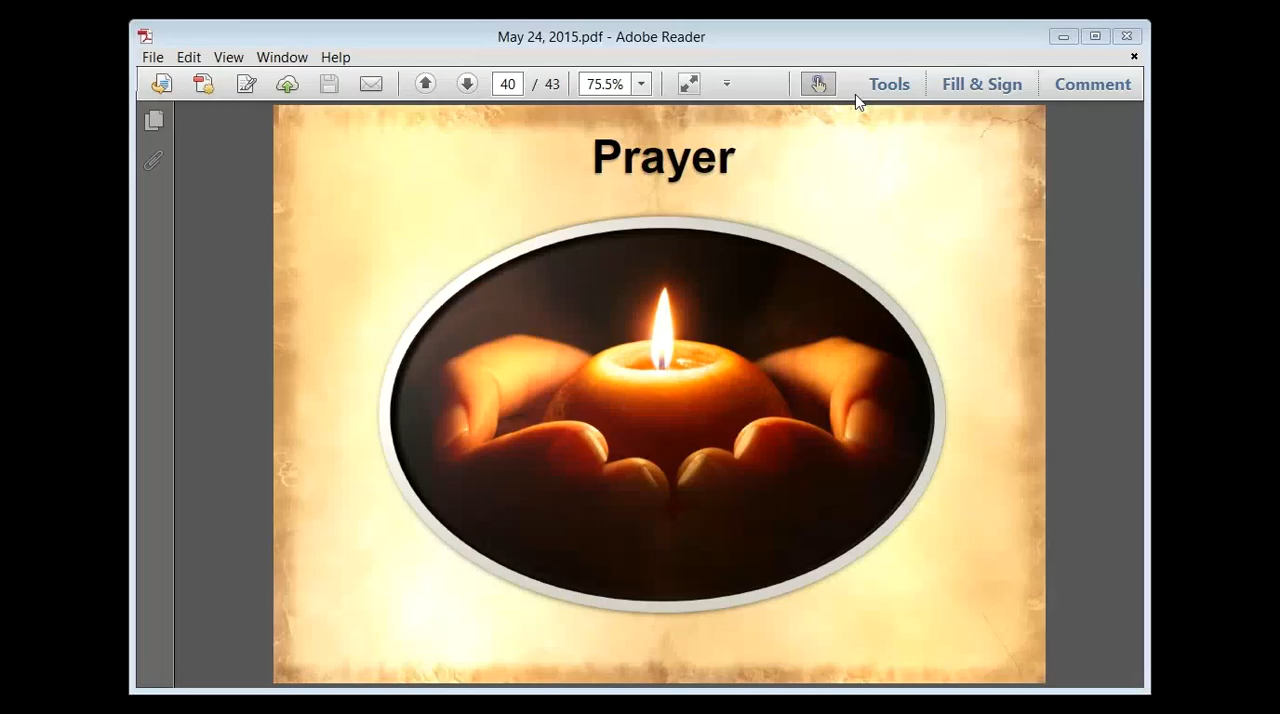 May 24, 2015.pdf - Adobe Reader
File Edit View Window Help
40 / 43 75.5% Tools Fill & Sign Comment
Prayer